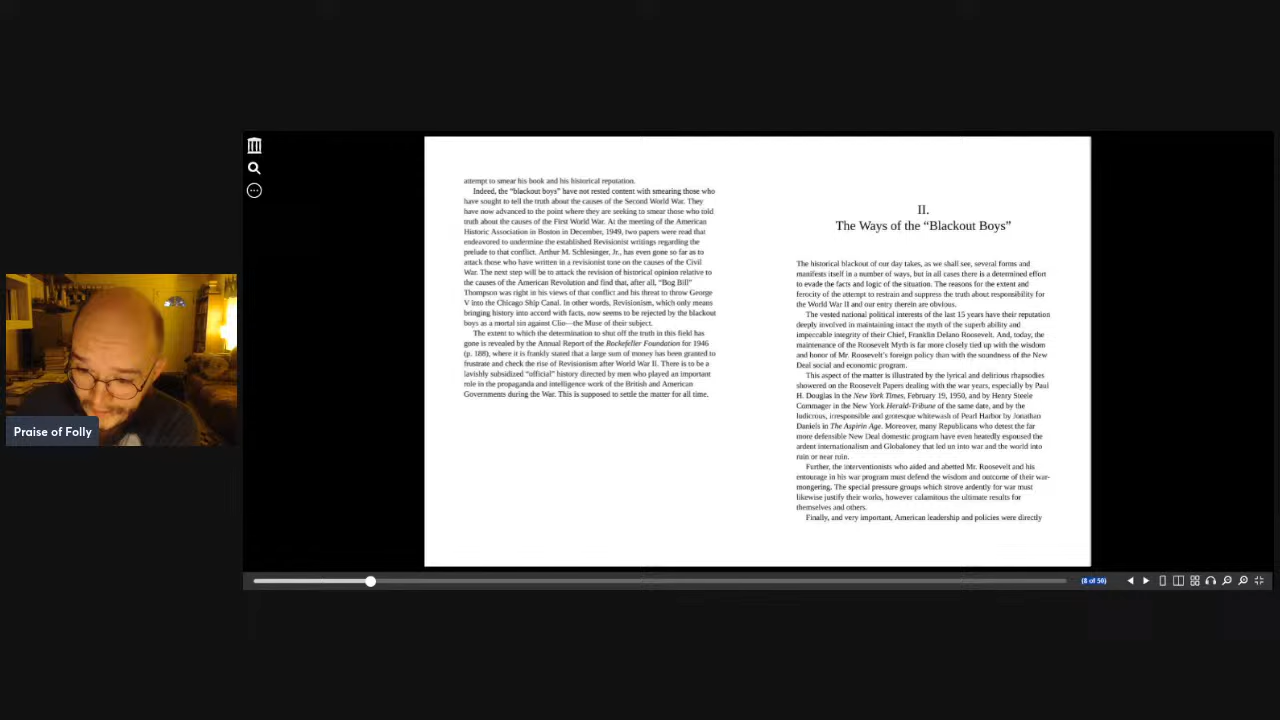 attempt to smear his book and his historical reputation.
Indeed, the “blackout boys” have not rested content with smearing those who
have sought to tell the truth about the causes of the Second World War. They
have now advanced to the point where they are seeking to smear those who told
truth about the causes of the First World War. At the meeting of the American
Historic Association in Boston in December, 1949, two papers were read that
endeavored to undermine the established Revisionist writings regarding the
prelude to that conflict. Arthur M. Schlesinger, Jr., has even gone so far as to
attack those who have written in a revisionist tone on the causes of the Civil
War. The next step will be to attack the revision of historical opinion relative to
the causes of the American Revolution and find that, after all, “Bog Bill”
Thompson was right in his views of that conflict and his threat to throw George
V into the Chicago Ship Canal. In other words, Revisionism, which only means
bringing history into accord with facts, now seems to be rejected by the blackout
boys as a mortal sin against Clio—the Muse of their subject.
The extent to which the determination to shut off the truth in this field has
gone is revealed by the Annual Report of the Rockefeller Foundation for 1946
(p. 188), where it is frankly stated that a large sum of money has been granted to
frustrate and check the rise of Revisionism after World War II. There is to be a
lavishly subsidized “official” history directed by men who played an important
role in the propaganda and intelligence work of the British and American
Governments during the War. This is supposed to settle the matter for all time.
II.
The Ways of the “Blackout Boys”
The historical blackout of our day takes, as we shall see, several forms and
manifests itself in a number of ways, but in all cases there is a determined effort
to evade the facts and logic of the situation. The reasons for the extent and
ferocity of the attempt to restrain and suppress the truth about responsibility for
the World War II and our entry therein are obvious.
The vested national political interests of the last 15 years have their reputation
deeply involved in maintaining intact the myth of the superb ability and
impeccable integrity of their Chief, Franklin Delano Roosevelt. And, today, the
maintenance of the Roosevelt Myth is far more closely tied up with the wisdom
and honor of Mr. Roosevelt’s foreign policy than with the soundness of the New
Deal social and economic program.
This aspect of the matter is illustrated by the lyrical and delirious rhapsodies
showered on the Roosevelt Papers dealing with the war years, especially by Paul
H. Douglas in the New York Times, February 19, 1950, and by Henry Steele
Commager in the New York Herald-Tribune of the same date, and by the
ludicrous, irresponsible and grotesque whitewash of Pearl Harbor by Jonathan
Daniels in The Aspirin Age. Moreover, many Republicans who detest the far
more defensible New Deal domestic program have even heatedly espoused the
ardent internationalism and Globaloney that led us into war and the world into
ruin or near ruin.
Further, the interventionists who aided and abetted Mr. Roosevelt and his
entourage in his war program must defend the wisdom and outcome of their war-
mongering. The special pressure groups which strove ardently for war must
likewise justify their works, however calamitous the ultimate results for
themselves and others.
Finally, and very important, American leadership and policies were directly
Praise of Folly
(8 of 50)